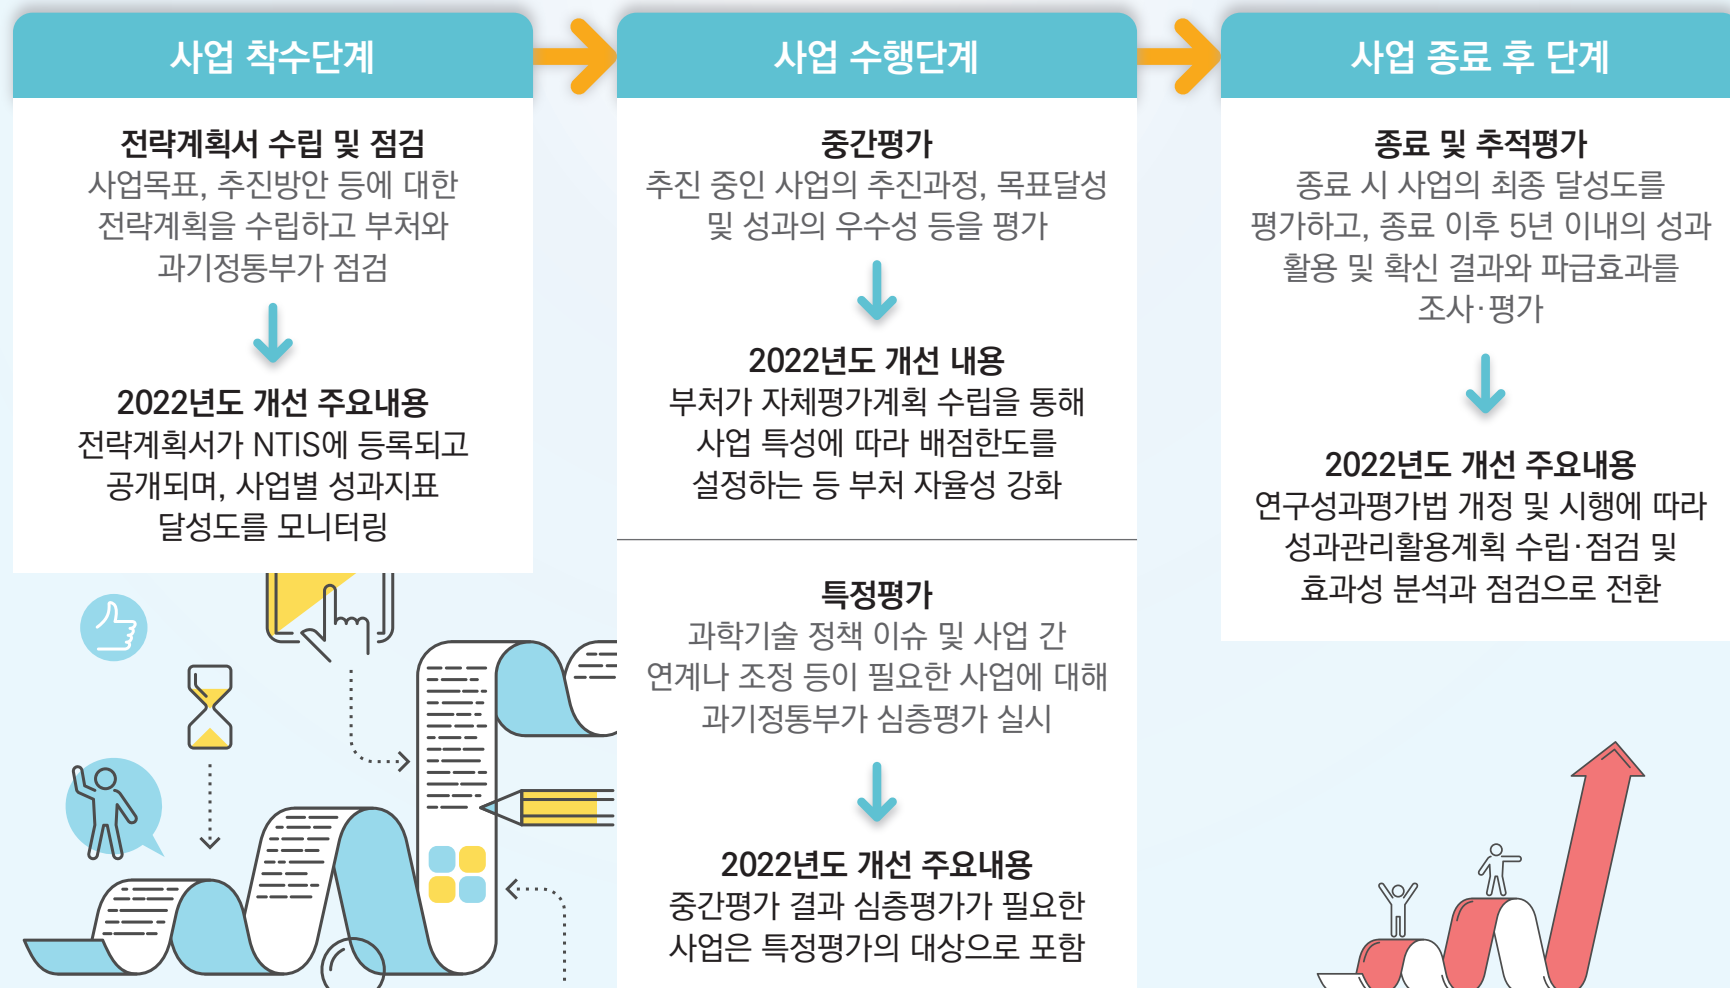 사업 착수단계
전략계획서 수립 및 점검
사업목표, 추진방안 등에 대한
전략계획을 수립하고 부처와
과기정통부가 점검
2022년도 개선 주요내용
전략계획서가 NTIS에 등록되고
공개되며, 사업별 성과지표
달성도를 모니터링
사업 수행단계
중간평가
추진 중인 사업의 추진과정, 목표달성
및 성과의 우수성 등을 평가
2022년도 개선 내용
부처가 자체평가계획 수립을 통해
사업 특성에 따라 배점한도를
설정하는 등 부처 자율성 강화
특정평가
과학기술 정책 이슈 및 사업 간
연계나 조정 등이 필요한 사업에 대해
과기정통부가 심층평가 실시
2022년도 개선 주요내용
중간평가 결과 심층평가가 필요한
사업은 특정평가의 대상으로 포함
사업 종료 후 단계
종료 및 추적평가
종료 시 사업의 최종 달성도를
평가하고, 종료 이후 5년 이내의 성과
활용 및 확신 결과와 파급효과를
조사·평가
2022년도 개선 주요내용
연구성과평가법 개정 및 시행에 따라
성과관리활용계획 수립·점검 및
효과성 분석과 점검으로 전환